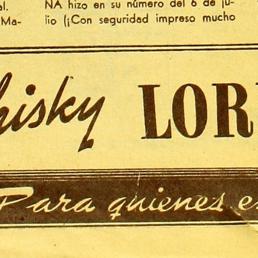 al.
Ma-
NA hizo en su número del 6 de ju-
lio (¡Con seguridad impreso mucho
hisky LOR
Para quienes e